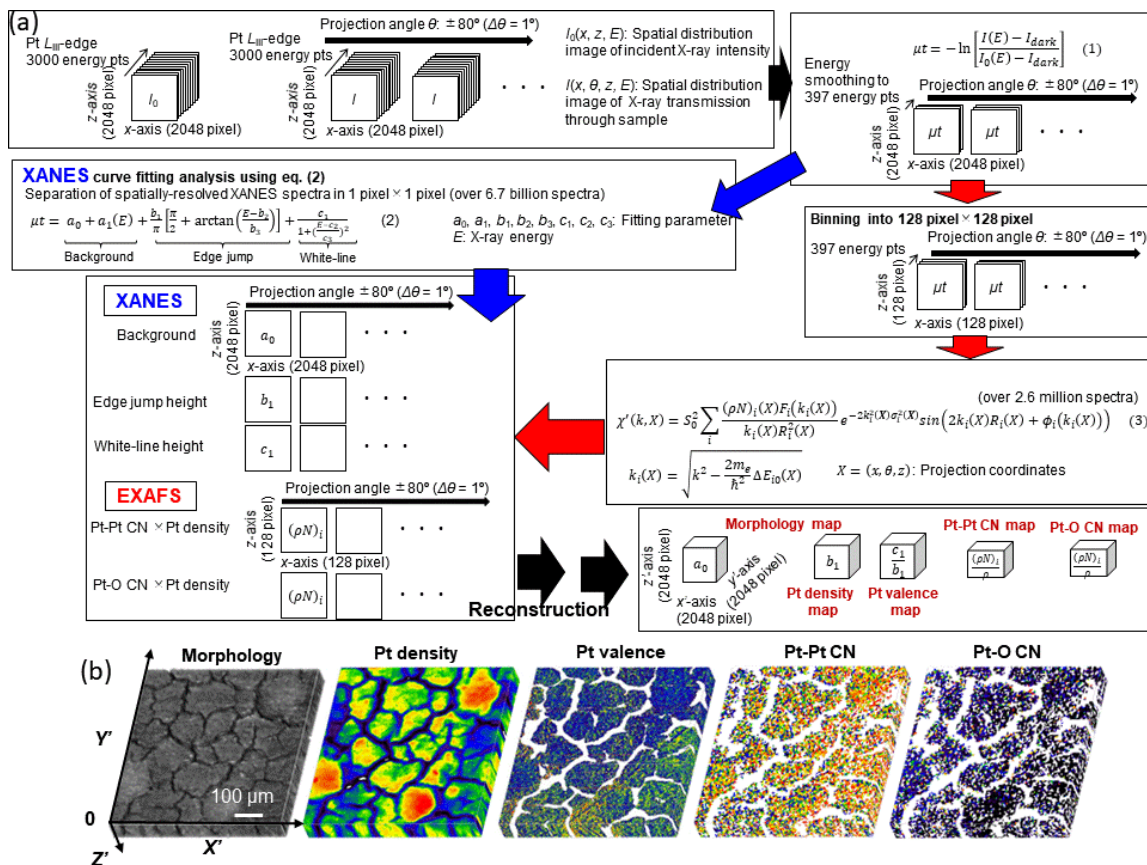 (a)
Pt L_III-edge
3000 energy pts
z-axis
(2048 pixel)
I₀
x-axis (2048 pixel)
Pt L_III-edge
3000 energy pts
Projection angle θ: ±80° (Δθ = 1°)
z-axis
(2048 pixel)
I
I
· · ·
x-axis (2048 pixel)
I₀(x, z, E): Spatial distribution
image of incident X-ray intensity
I(x, θ, z, E): Spatial distribution
image of X-ray transmission
through sample
μt = −ln[(I(E) − I_dark)/(I₀(E) − I_dark)] (1)
Energy
smoothing to
397 energy pts
Projection angle θ: ±80° (Δθ = 1°)
z-axis
(2048 pixel)
μt
μt
· · ·
x-axis (2048 pixel)
XANES curve fitting analysis using eq. (2)
Separation of spatially-resolved XANES spectra in 1 pixel × 1 pixel (over 6.7 billion spectra)
μt = a₀ + a₁(E) + b₁/π [π/2 + arctan((E−b₂)/b₃)] + c₁/(1+((E−c₂)/c₃)²) (2)
Background
Edge jump
White-line
a₀, a₁, b₁, b₂, b₃, c₁, c₂, c₃: Fitting parameter
E: X-ray energy
Binning into 128 pixel × 128 pixel
Projection angle θ: ±80° (Δθ = 1°)
397 energy pts
z-axis
(128 pixel)
μt
μt
· · ·
x-axis (128 pixel)
XANES
Projection angle ±80° (Δθ = 1°)
Background
z-axis
(2048 pixel)
a₀
· · ·
x-axis (2048 pixel)
Edge jump height
b₁
· · ·
White-line height
c₁
· · ·
EXAFS
Projection angle ±80° (Δθ = 1°)
Pt-Pt CN × Pt density
z-axis
(128 pixel)
(ρN)ᵢ
· · ·
x-axis (128 pixel)
Pt-O CN × Pt density
(ρN)ᵢ
· · ·
(over 2.6 million spectra)
χ′(k, X) = S₀² ∑ᵢ (ρN)ᵢ(X)Fᵢ(kᵢ(X))/(kᵢ(X)Rᵢ²(X)) e^(−2kᵢ²(X)σᵢ²(X)) sin(2kᵢ(X)Rᵢ(X) + ϕᵢ(kᵢ(X))) (3)
kᵢ(X) = √(k² − (2mₑ/ħ²) ΔEᵢ₀(X))
X = (x, θ, z): Projection coordinates
Reconstruction
Morphology map
z'-axis
(2048 pixel)
a₀
y'-axis
(2048 pixel)
x'-axis
(2048 pixel)
b₁
Pt density
map
c₁/b₁
Pt valence
map
Pt-Pt CN map
(ρN)ᵢ/ρ
Pt-O CN map
(ρN)ᵢ/ρ
(b)
Morphology
Pt density
Pt valence
Pt-Pt CN
Pt-O CN
Y'
100 μm
0
X'
Z'